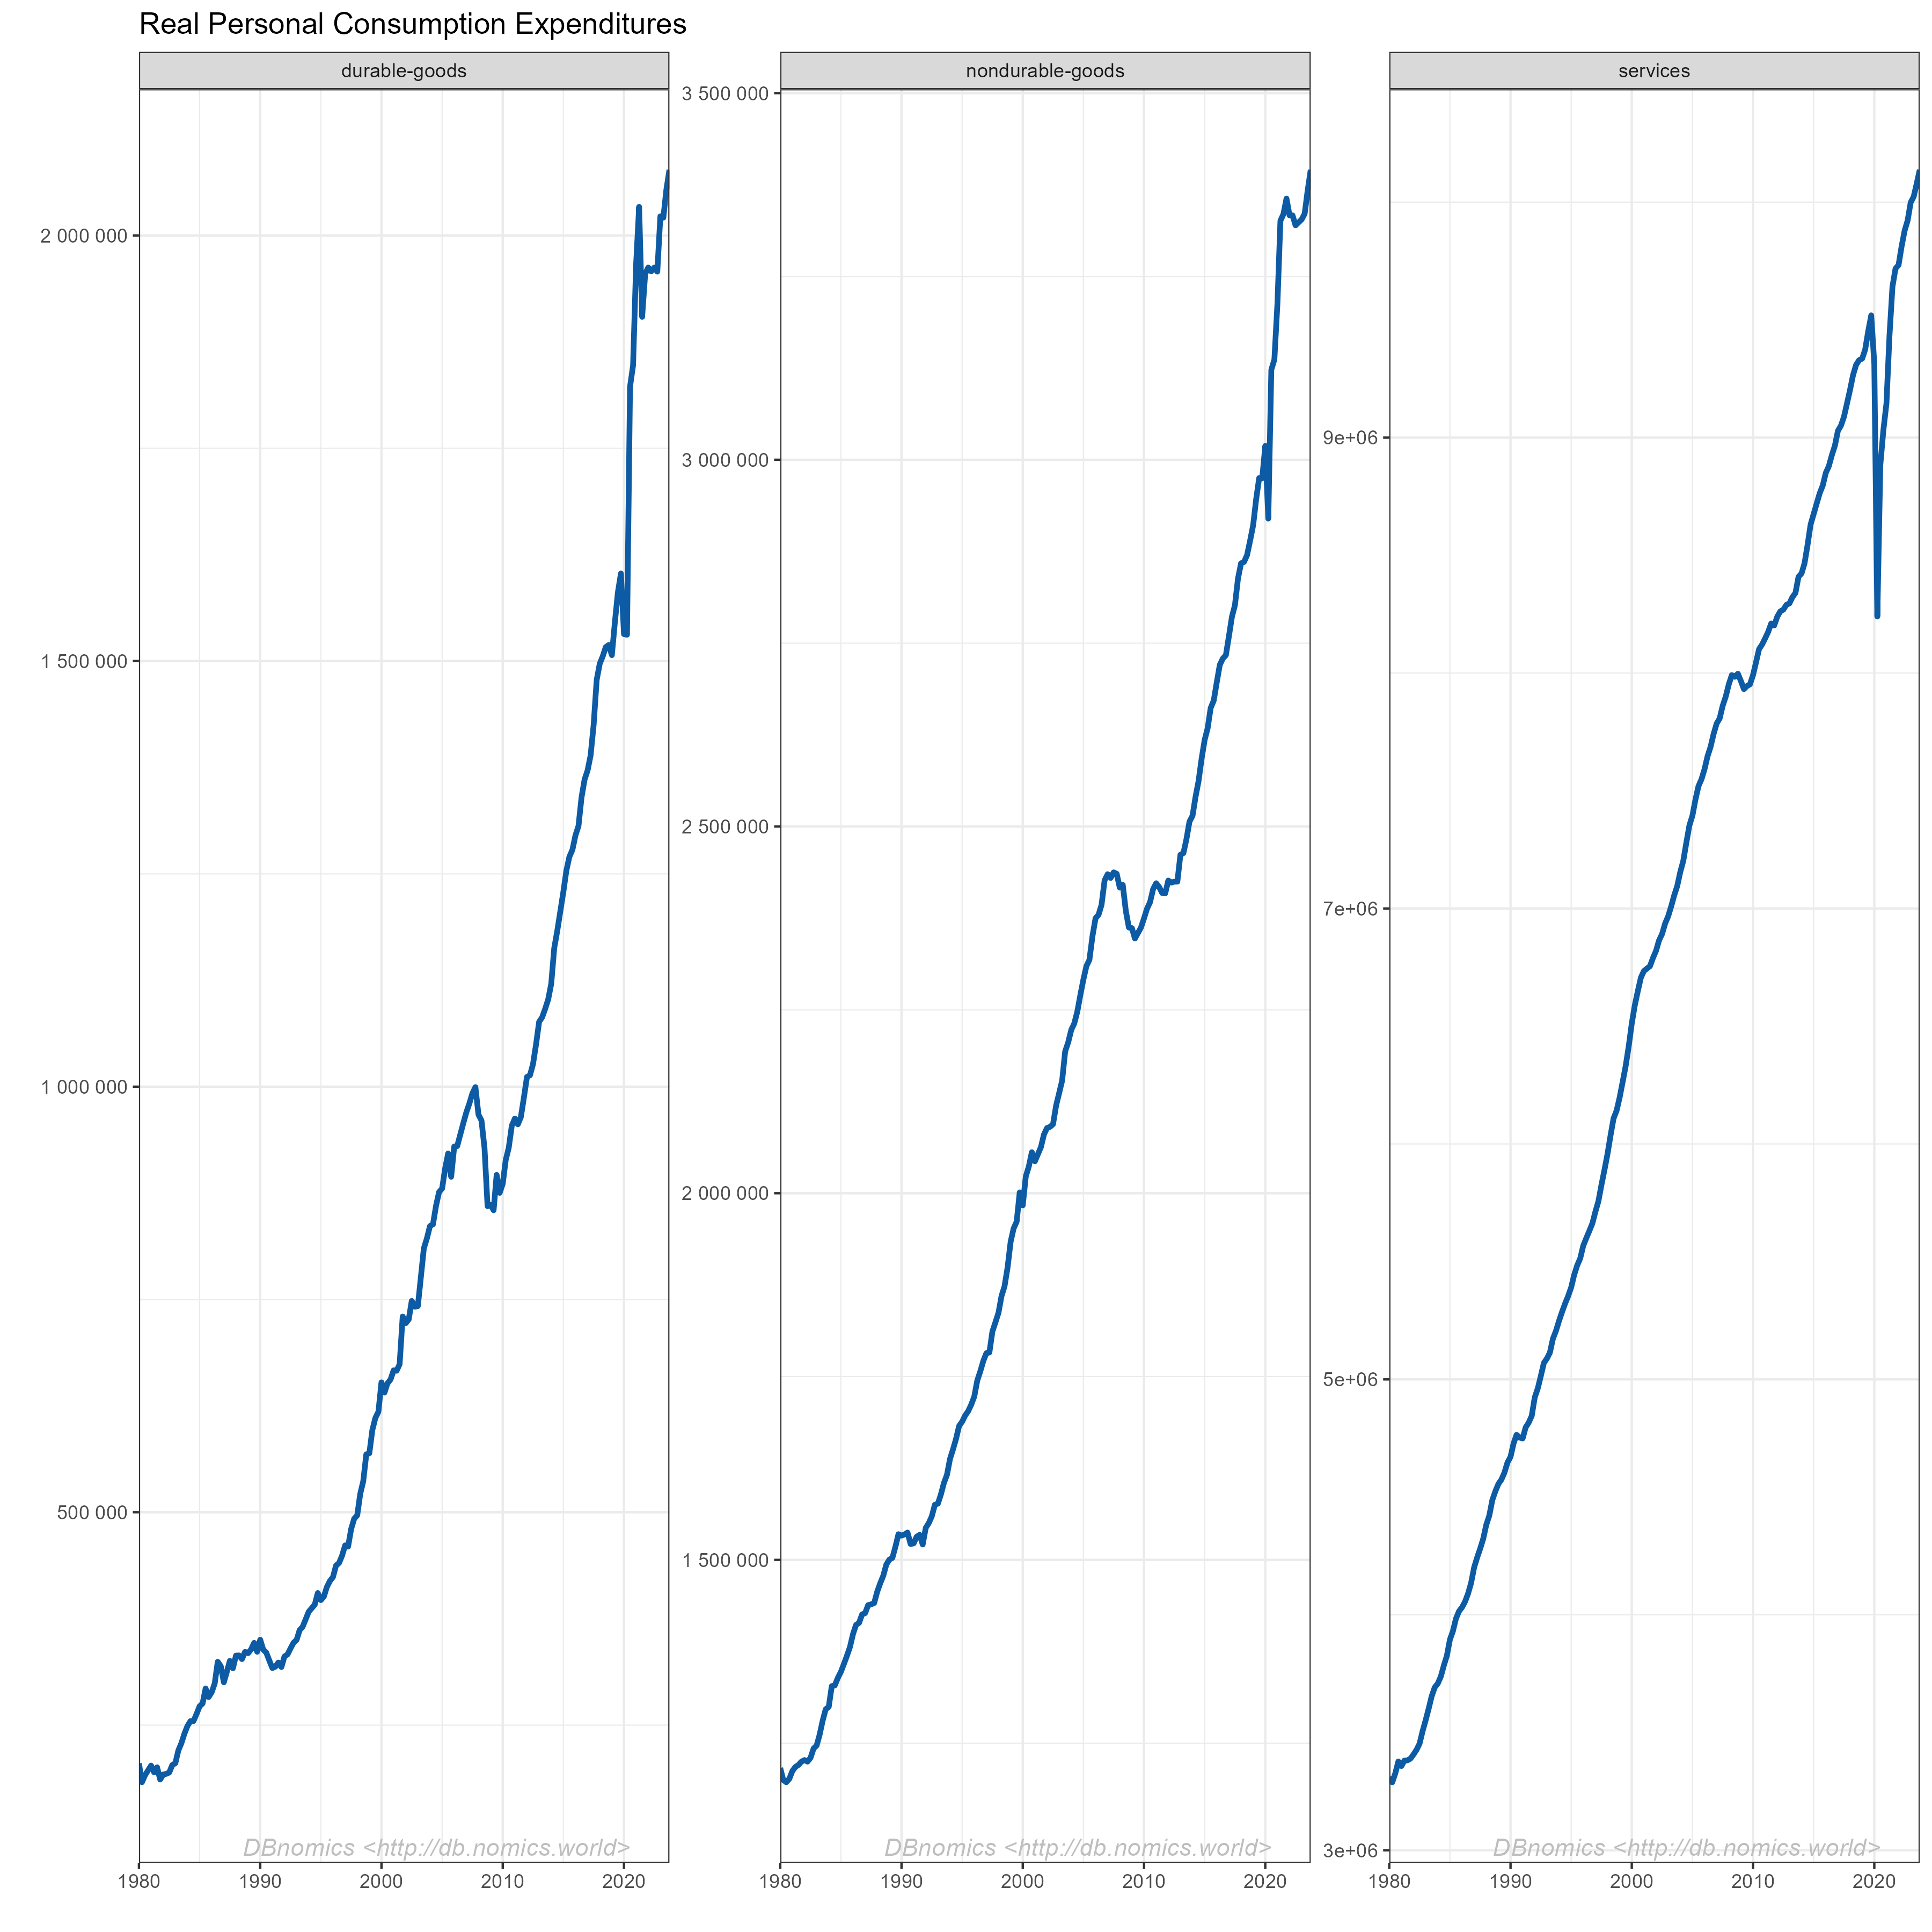 Real Personal Consumption Expenditures
durable-goods
nondurable-goods
services
2 000 000
1 500 000
1 000 000
500 000
3 500 000
3 000 000
2 500 000
2 000 000
1 500 000
9e+06
7e+06
5e+06
3e+06
DBnomics <http://db.nomics.world>
DBnomics <http://db.nomics.world>
DBnomics <http://db.nomics.world>
1980 1990 2000 2010 2020
1980 1990 2000 2010 2020
1980 1990 2000 2010 2020